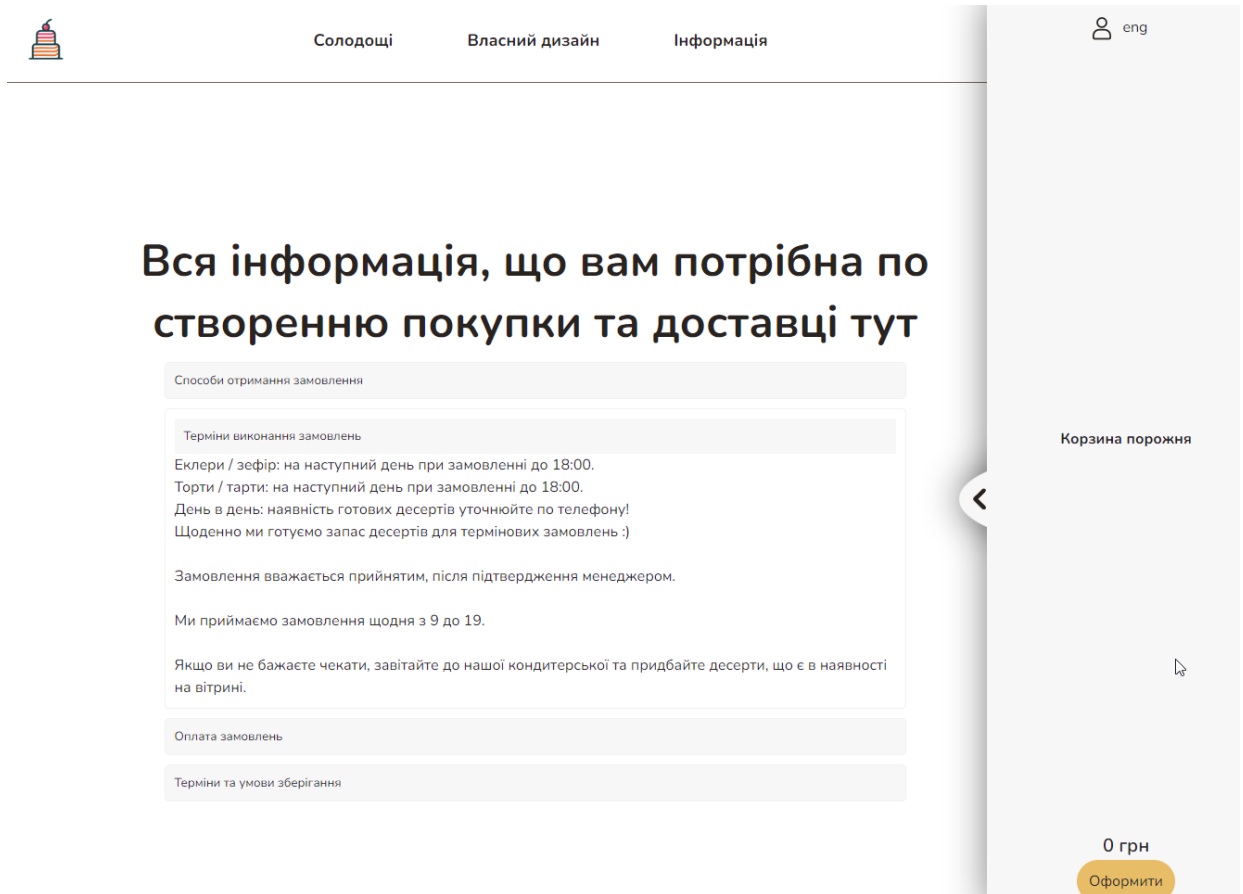 Солодощі Власний дизайн Інформація
eng
Вся інформація, що вам потрібна по
створенню покупки та доставці тут
Способи отримання замовлення
Терміни виконання замовлень
Еклери / зефір: на наступний день при замовленні до 18:00.
Торти / тарти: на наступний день при замовленні до 18:00.
День в день: наявність готових десертів уточнюйте по телефону!
Щоденно ми готуємо запас десертів для термінових замовлень :)
Замовлення вважається прийнятим, після підтвердження менеджером.
Ми приймаємо замовлення щодня з 9 до 19.
Якщо ви не бажаєте чекати, завітайте до нашої кондитерської та придбайте десерти, що є в наявності
на вітрині.
Оплата замовлень
Терміни та умови зберігання
Корзина порожня
0 грн
Оформити